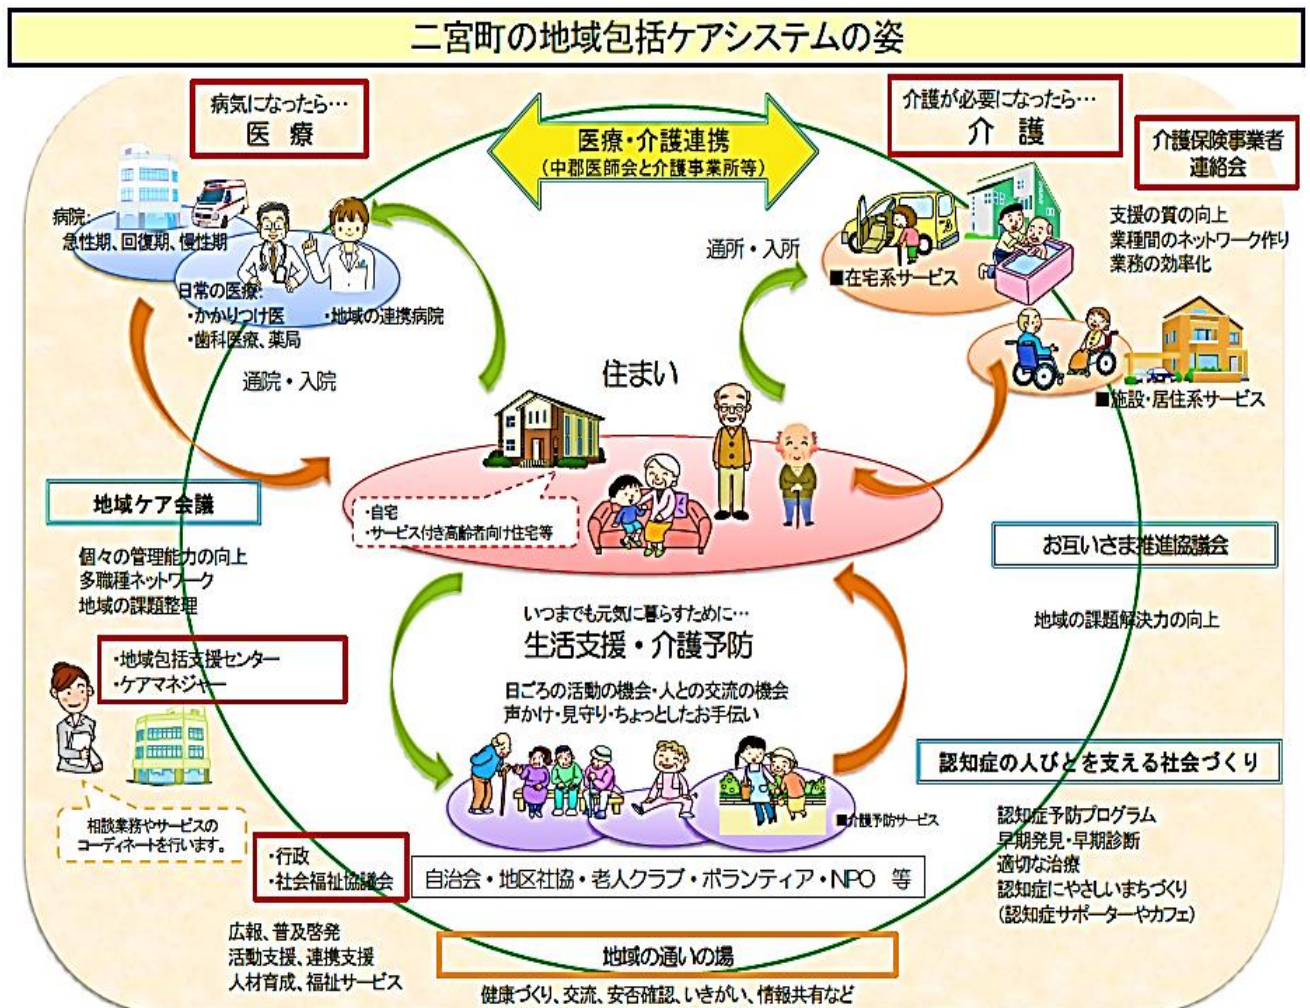 二宮町の地域包括ケアシステムの姿
病気になったら…
医 療
医療・介護連携
(中郡医師会と介護事業所等)
介護が必要になったら…
介 護
介護保険事業者
連絡会
支援の質の向上
業種間のネットワーク作り
業務の効率化
病院:
急性期、回復期、慢性期
日常の医療:
・かかりつけ医
・地域の連携病院
・歯科医療、薬局
通院・入院
通所・入所
■在宅系サービス
■施設・居住系サービス
住まい
・自宅
・サービス付き高齢者向け住宅等
地域ケア会議
個々の管理能力の向上
多職種ネットワーク
地域の課題整理
お互いさま推進協議会
地域の課題解決力の向上
いつまでも元気に暮らすために…
生活支援・介護予防
日ごろの活動の機会・人との交流の機会
声かけ・見守り・ちょっとしたお手伝い
・地域包括支援センター
・ケアマネジャー
相談業務やサービスの
コーディネートを行います。
■介護予防サービス
認知症の人びとを支える社会づくり
認知症予防プログラム
早期発見・早期診断
適切な治療
認知症にやさしいまちづくり
(認知症サポーターやカフェ)
・行政
・社会福祉協議会
自治会・地区社協・老人クラブ・ボランティア・NPO 等
広報、普及啓発
活動支援、連携支援
人材育成、福祉サービス
地域の通いの場
健康づくり、交流、安否確認、いきがい、情報共有など